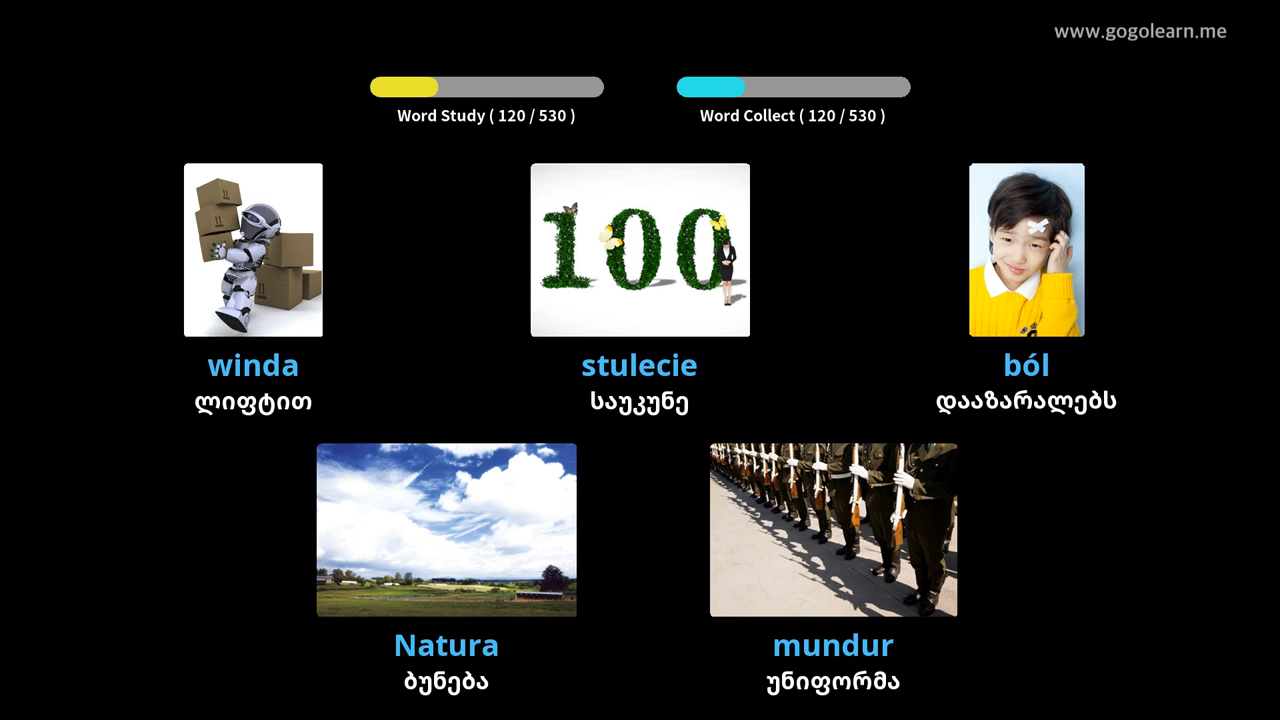 www.gogolearn.me
Word Study ( 120 / 530 )
Word Collect ( 120 / 530 )
100
winda
ლიფტით
stulecie
საუკუნე
ból
დააზარალებს
Natura
ბუნება
mundur
უნიფორმა